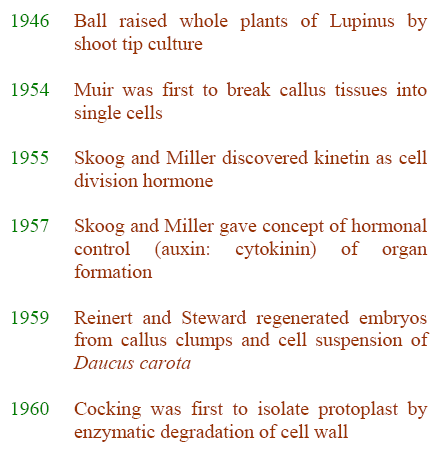 1946 Ball raised whole plants of Lupinus by
shoot tip culture
1954 Muir was first to break callus tissues into
single cells
1955 Skoog and Miller discovered kinetin as cell
division hormone
1957 Skoog and Miller gave concept of hormonal
control (auxin: cytokinin) of organ
formation
1959 Reinert and Steward regenerated embryos
from callus clumps and cell suspension of
Daucus carota
1960 Cocking was first to isolate protoplast by
enzymatic degradation of cell wall